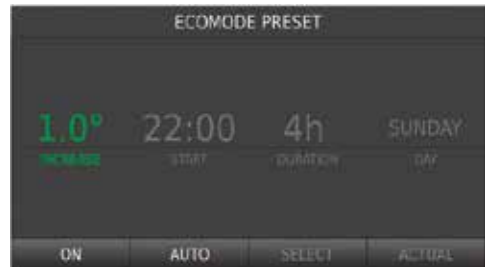 ECOMODE PRESET
1.0° 22:00 4h SUNDAY
INCREASE START DURATION DAY
ON AUTO SELECT ACTUAL